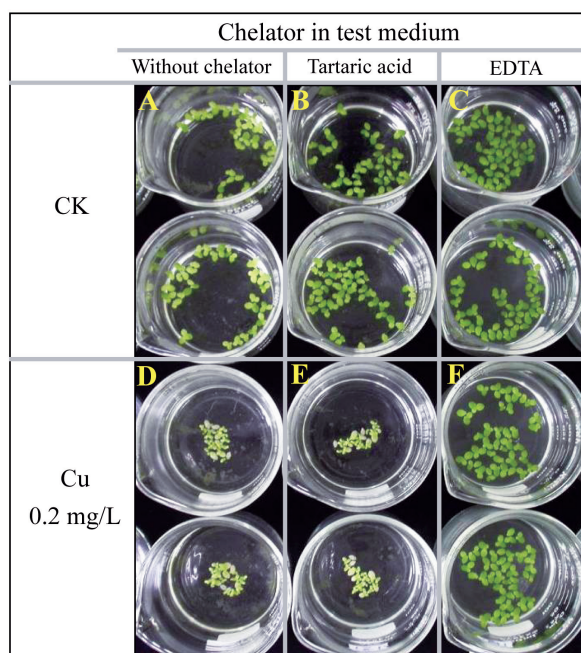 Chelator in test medium
Without chelator
Tartaric acid
EDTA
CK
A
B
C
Cu
0.2 mg/L
D
E
F